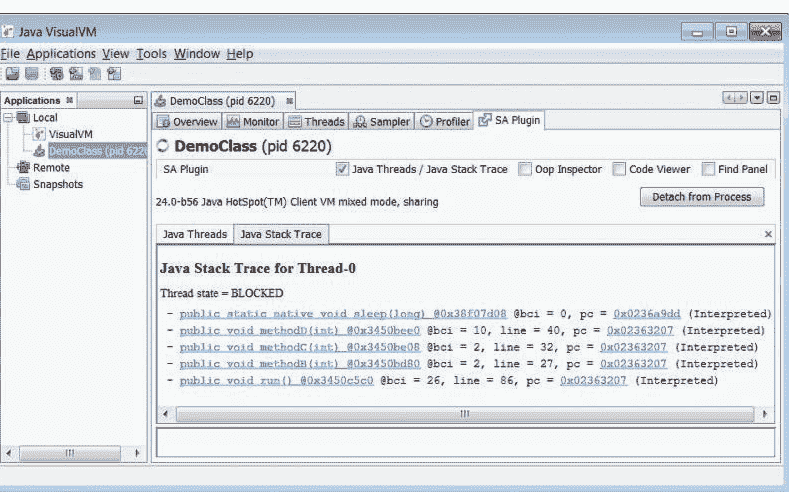 Java VisualVM
File Applications View Tools Window Help
Applications
DemoClass (pid 6220)
Local
VisualVM
DemoClass (pid 622
Remote
Snapshots
Overview Monitor Threads Sampler Profiler SA Plugin
DemoClass (pid 6220)
SA Plugin Java Threads / Java Stack Trace Oop Inspector Code Viewer Find Panel
24.0-b56 Java HotSpot(TM) Client VM mixed mode, sharing
Detach from Process
Java Threads Java Stack Trace
Java Stack Trace for Thread-0
Thread state = BLOCKED
- public static native void sleep(long) @0x38f07d08 @bci = 0, pc = 0x0236a9dd (Interpreted)
- public void methodD(int) @0x3450bee0 @bci = 10, line = 40, pc = 0x02363207 (Interpreted)
- public void methodC(int) @0x3450be08 @bci = 2, line = 32, pc = 0x02363207 (Interpreted)
- public void methodB(int) @0x3450bd80 @bci = 2, line = 27, pc = 0x02363207 (Interpreted)
- public void run() @0x3450c5c0 @bci = 26, line = 86, pc = 0x02363207 (Interpreted)